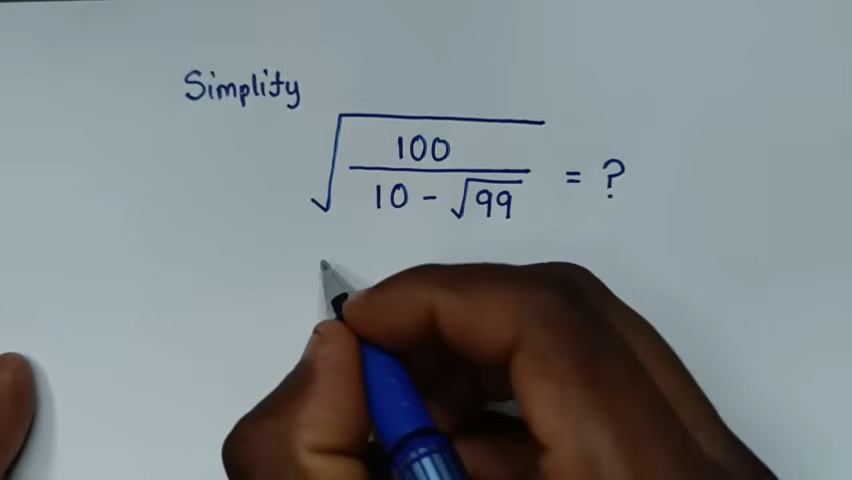 Simplify
√(100/(10 - √99)) = ?